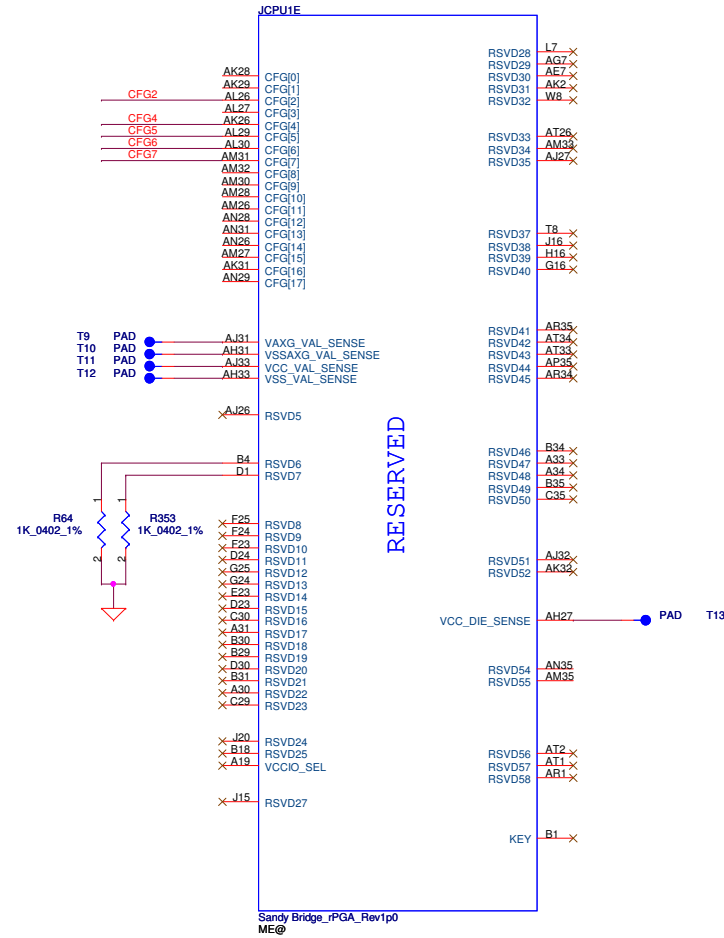 JCPU1E
AK28 CFG[0]
AK29 CFG[1]
CFG2 AL26 CFG[2]
AL27 CFG[3]
CFG4 AK26 CFG[4]
CFG5 AL29 CFG[5]
CFG6 AL30 CFG[6]
CFG7 AM31 CFG[7]
AM32 CFG[8]
AM30 CFG[9]
AM28 CFG[10]
AM26 CFG[11]
AN28 CFG[12]
AN31 CFG[13]
AN26 CFG[14]
AM27 CFG[15]
AK31 CFG[16]
AN29 CFG[17]
T9 PAD AJ31 VAXG_VAL_SENSE
T10 PAD AH31 VSSAXG_VAL_SENSE
T11 PAD AJ33 VCC_VAL_SENSE
T12 PAD AH33 VSS_VAL_SENSE
AJ26 RSVD5
B4 RSVD6
D1 RSVD7
1 1
R64 R353
1K_0402_1% 1K_0402_1%
2 2
F25 RSVD8
F24 RSVD9
F23 RSVD10
D24 RSVD11
G25 RSVD12
G24 RSVD13
E23 RSVD14
D23 RSVD15
C30 RSVD16
A31 RSVD17
B30 RSVD18
B29 RSVD19
D30 RSVD20
B31 RSVD21
A30 RSVD22
C29 RSVD23
J20 RSVD24
B18 RSVD25
A19 VCCIO_SEL
J15 RSVD27
RESERVED
RSVD28 L7
RSVD29 AG7
RSVD30 AE7
RSVD31 AK2
RSVD32 W8
RSVD33 AT26
RSVD34 AM33
RSVD35 AJ27
RSVD37 T8
RSVD38 J16
RSVD39 H16
RSVD40 G16
RSVD41 AR35
RSVD42 AT34
RSVD43 AT33
RSVD44 AP35
RSVD45 AR34
RSVD46 B34
RSVD47 A33
RSVD48 A34
RSVD49 B35
RSVD50 C35
RSVD51 AJ32
RSVD52 AK32
VCC_DIE_SENSE AH27 PAD T13
RSVD54 AN35
RSVD55 AM35
RSVD56 AT2
RSVD57 AT1
RSVD58 AR1
KEY B1
Sandy Bridge_rPGA_Rev1p0
ME@